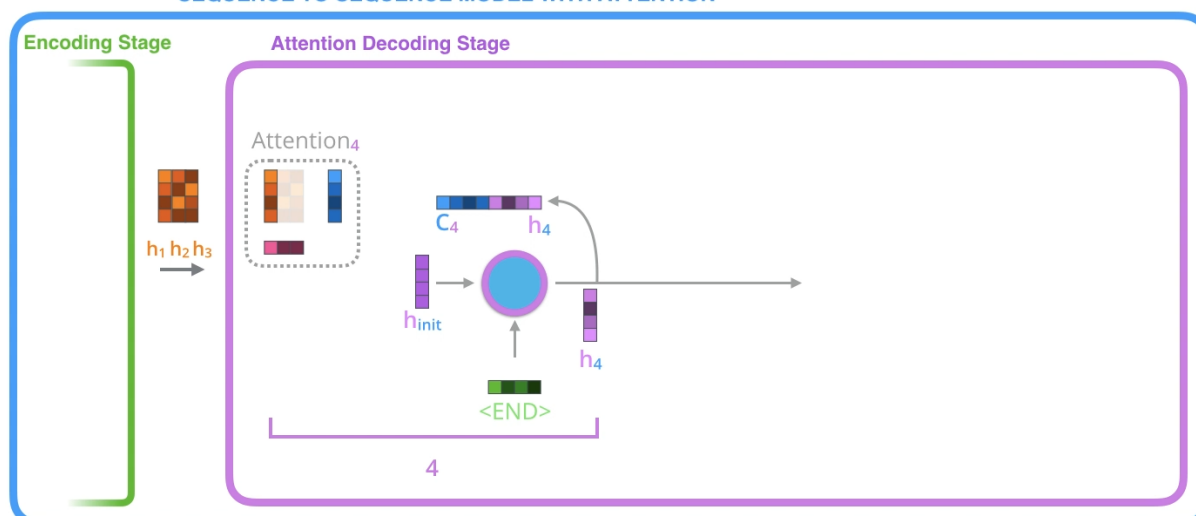 Encoding Stage
Attention Decoding Stage
Attention4
h1 h2 h3
C4
h4
hinit
h4
<END>
4